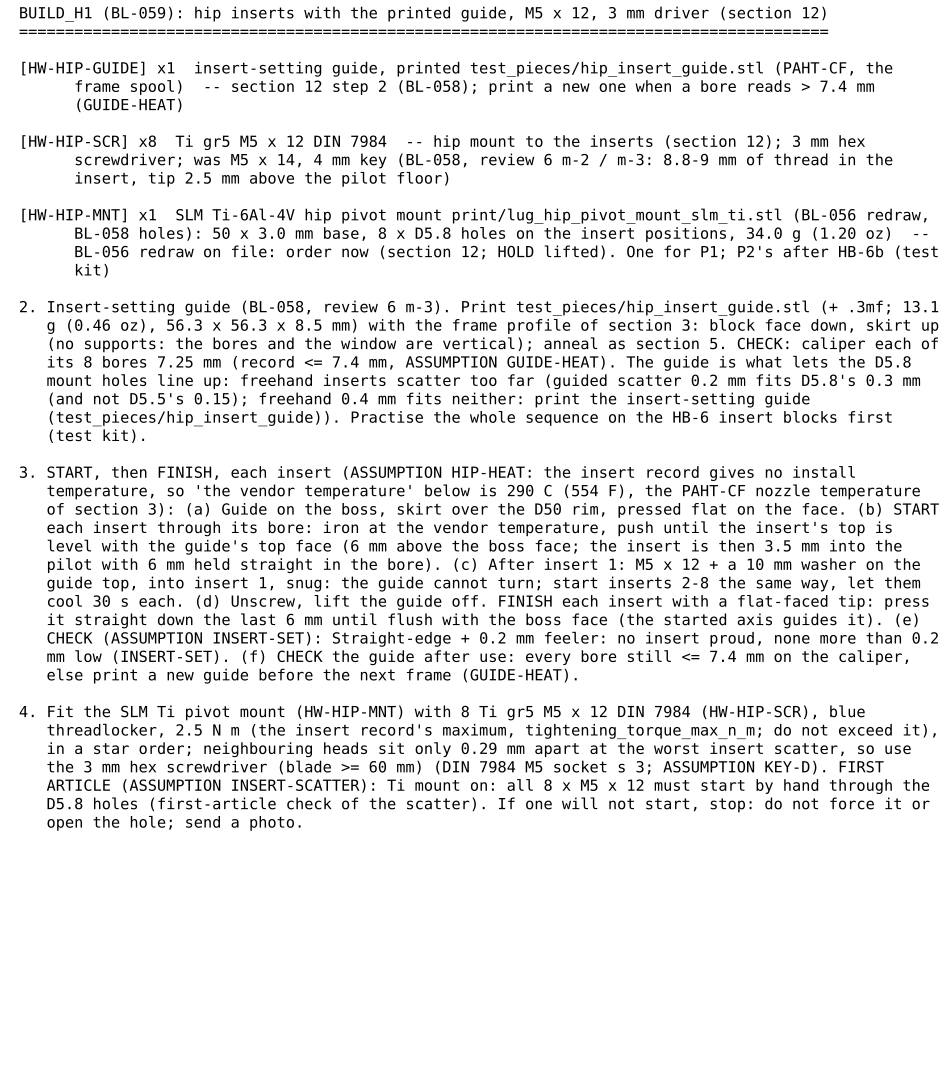 BUILD_H1 (BL-059): hip inserts with the printed guide, M5 x 12, 3 mm driver (section 12)
========================================================================================
[HW-HIP-GUIDE] x1  insert-setting guide, printed test_pieces/hip_insert_guide.stl (PAHT-CF, the
frame spool)  -- section 12 step 2 (BL-058); print a new one when a bore reads > 7.4 mm
(GUIDE-HEAT)
[HW-HIP-SCR] x8  Ti gr5 M5 x 12 DIN 7984  -- hip mount to the inserts (section 12); 3 mm hex
screwdriver; was M5 x 14, 4 mm key (BL-058, review 6 m-2 / m-3: 8.8-9 mm of thread in the
insert, tip 2.5 mm above the pilot floor)
[HW-HIP-MNT] x1  SLM Ti-6Al-4V hip pivot mount print/lug_hip_pivot_mount_slm_ti.stl (BL-056 redraw,
BL-058 holes): 50 x 3.0 mm base, 8 x D5.8 holes on the insert positions, 34.0 g (1.20 oz)  --
BL-056 redraw on file: order now (section 12; HOLD lifted). One for P1; P2's after HB-6b (test
kit)
2. Insert-setting guide (BL-058, review 6 m-3). Print test_pieces/hip_insert_guide.stl (+ .3mf; 13.1
g (0.46 oz), 56.3 x 56.3 x 8.5 mm) with the frame profile of section 3: block face down, skirt up
(no supports: the bores and the window are vertical); anneal as section 5. CHECK: caliper each of
its 8 bores 7.25 mm (record <= 7.4 mm, ASSUMPTION GUIDE-HEAT). The guide is what lets the D5.8
mount holes line up: freehand inserts scatter too far (guided scatter 0.2 mm fits D5.8's 0.3 mm
(and not D5.5's 0.15); freehand 0.4 mm fits neither: print the insert-setting guide
(test_pieces/hip_insert_guide)). Practise the whole sequence on the HB-6 insert blocks first
(test kit).
3. START, then FINISH, each insert (ASSUMPTION HIP-HEAT: the insert record gives no install
temperature, so 'the vendor temperature' below is 290 C (554 F), the PAHT-CF nozzle temperature
of section 3): (a) Guide on the boss, skirt over the D50 rim, pressed flat on the face. (b) START
each insert through its bore: iron at the vendor temperature, push until the insert's top is
level with the guide's top face (6 mm above the boss face; the insert is then 3.5 mm into the
pilot with 6 mm held straight in the bore). (c) After insert 1: M5 x 12 + a 10 mm washer on the
guide top, into insert 1, snug: the guide cannot turn; start inserts 2-8 the same way, let them
cool 30 s each. (d) Unscrew, lift the guide off. FINISH each insert with a flat-faced tip: press
it straight down the last 6 mm until flush with the boss face (the started axis guides it). (e)
CHECK (ASSUMPTION INSERT-SET): Straight-edge + 0.2 mm feeler: no insert proud, none more than 0.2
mm low (INSERT-SET). (f) CHECK the guide after use: every bore still <= 7.4 mm on the caliper,
else print a new guide before the next frame (GUIDE-HEAT).
4. Fit the SLM Ti pivot mount (HW-HIP-MNT) with 8 Ti gr5 M5 x 12 DIN 7984 (HW-HIP-SCR), blue
threadlocker, 2.5 N m (the insert record's maximum, tightening_torque_max_n_m; do not exceed it),
in a star order; neighbouring heads sit only 0.29 mm apart at the worst insert scatter, so use
the 3 mm hex screwdriver (blade >= 60 mm) (DIN 7984 M5 socket s 3; ASSUMPTION KEY-D). FIRST
ARTICLE (ASSUMPTION INSERT-SCATTER): Ti mount on: all 8 x M5 x 12 must start by hand through the
D5.8 holes (first-article check of the scatter). If one will not start, stop: do not force it or
open the hole; send a photo.